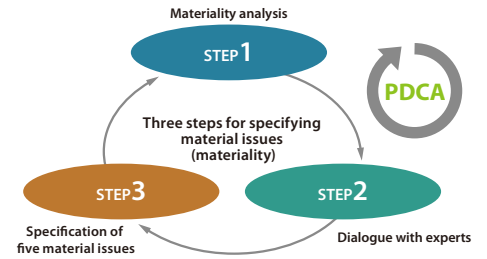 Materiality analysis
STEP1
PDCA
Three steps for specifying
material issues
(materiality)
STEP3
STEP2
Specification of
five material issues
Dialogue with experts